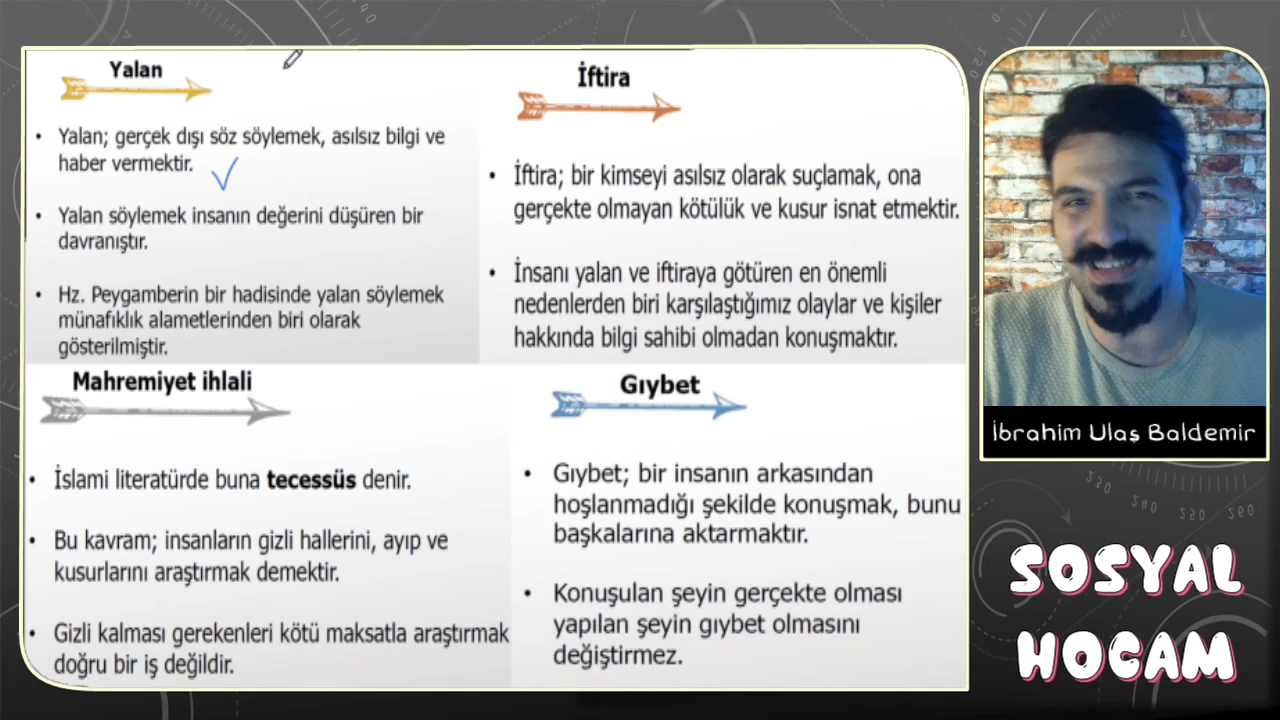 Yalan
• Yalan; gerçek dışı söz söylemek, asılsız bilgi ve
haber vermektir.
• Yalan söylemek insanın değerini düşüren bir
davranıştır.
• Hz. Peygamberin bir hadisinde yalan söylemek
münafıklık alametlerinden biri olarak
gösterilmiştir.
İftira
• İftira; bir kimseyi asılsız olarak suçlamak, ona
gerçekte olmayan kötülük ve kusur isnat etmektir.
• İnsanı yalan ve iftiraya götüren en önemli
nedenlerden biri karşılaştığımız olaylar ve kişiler
hakkında bilgi sahibi olmadan konuşmaktır.
Mahremiyet ihlali
• İslami literatürde buna tecessüs denir.
• Bu kavram; insanların gizli hallerini, ayıp ve
kusurlarını araştırmak demektir.
• Gizli kalması gerekenleri kötü maksatla araştırmak
doğru bir iş değildir.
Gıybet
• Gıybet; bir insanın arkasından
hoşlanmadığı şekilde konuşmak, bunu
başkalarına aktarmaktır.
• Konuşulan şeyin gerçekte olması
yapılan şeyin gıybet olmasını
değiştirmez.
İbrahim Ulaş Baldemir
SOSYAL
HOCAM